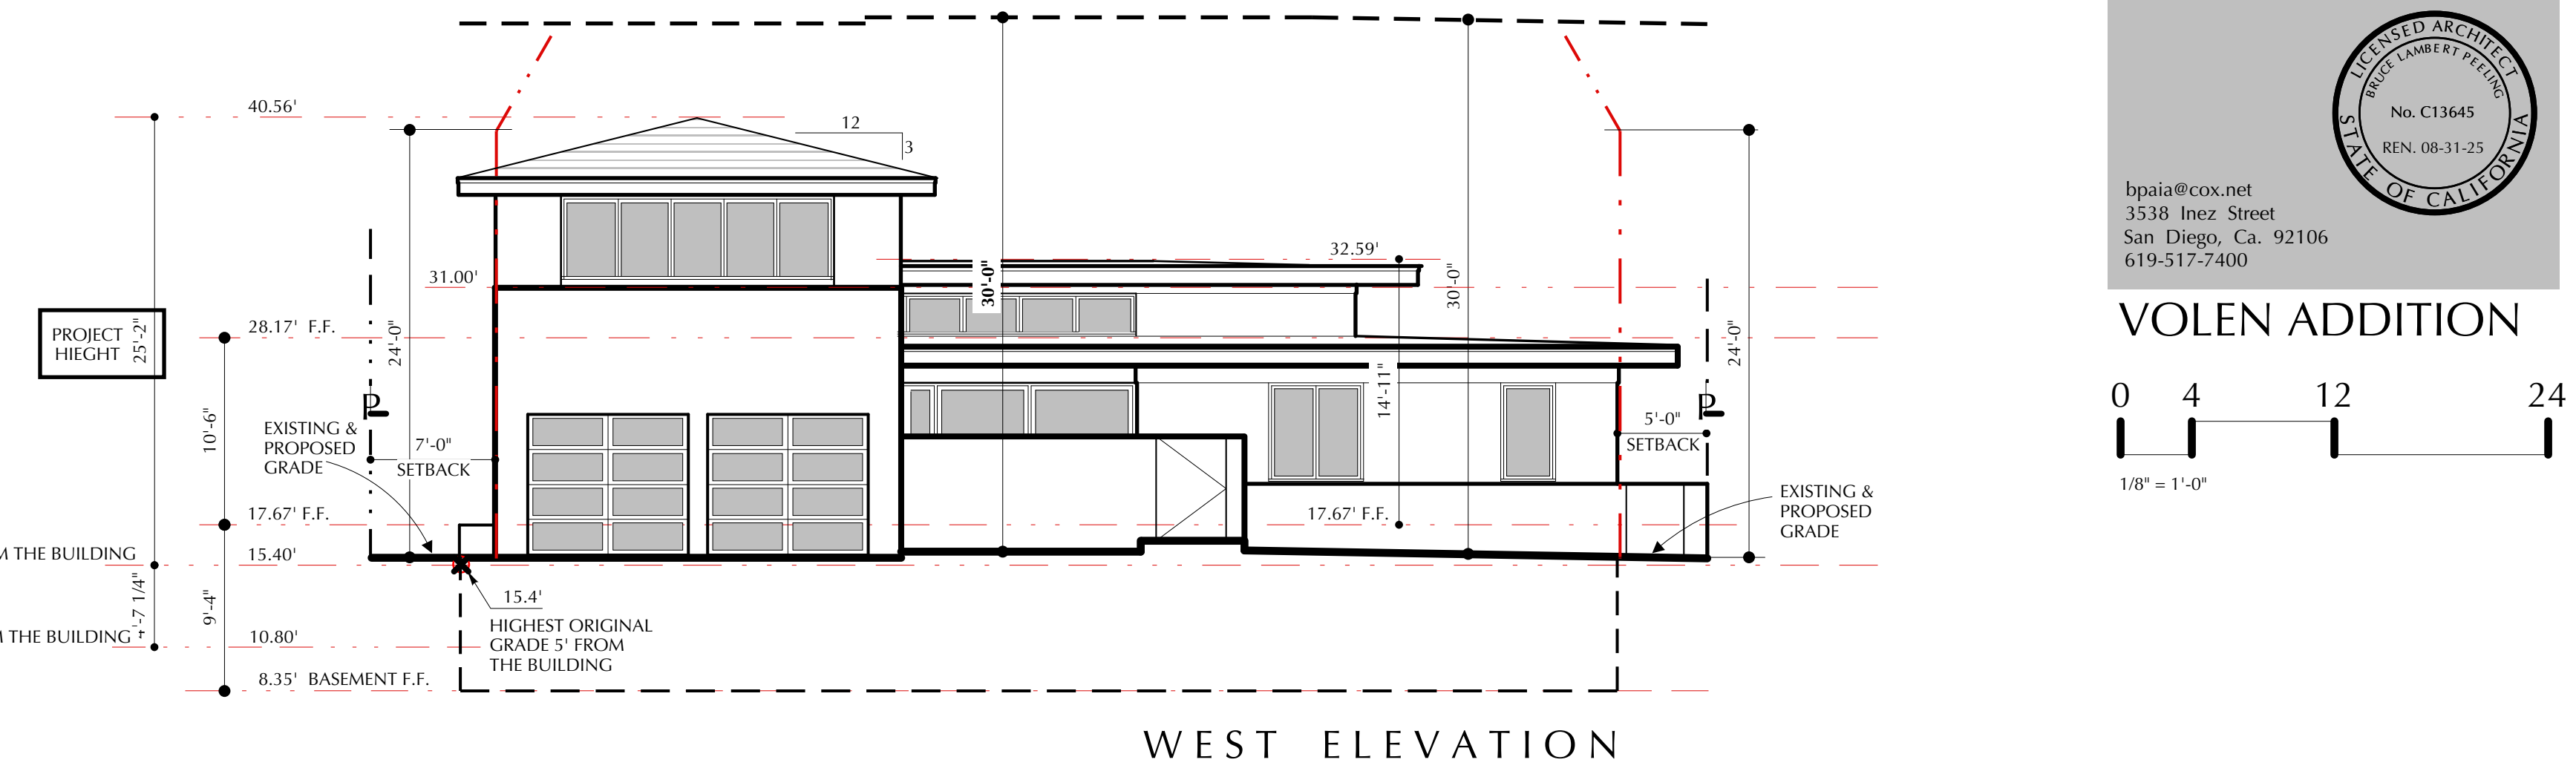 40.56'
12
3
31.00'
32.59'
30'-0"
30'-0"
PROJECT
HIEGHT
25'-2"
28.17' F.F.
24'-0"
24'-0"
14'-11"
10'-6"
EXISTING &
PROPOSED
GRADE
7'-0"
SETBACK
5'-0"
SETBACK
P
P
17.67' F.F.
17.67' F.F.
EXISTING &
PROPOSED
GRADE
M THE BUILDING
15.40'
9'-4"
-7 1/4"
15.4'
HIGHEST ORIGINAL
GRADE 5' FROM
THE BUILDING
M THE BUILDING
10.80'
8.35' BASEMENT F.F.
WEST ELEVATION
LICENSED ARCHITECT
BRUCE LAMBERT PEELING
No. C13645
REN. 08-31-25
STATE OF CALIFORNIA
bpaia@cox.net
3538 Inez Street
San Diego, Ca. 92106
619-517-7400
VOLEN ADDITION
0 4 12 24
1/8" = 1'-0"